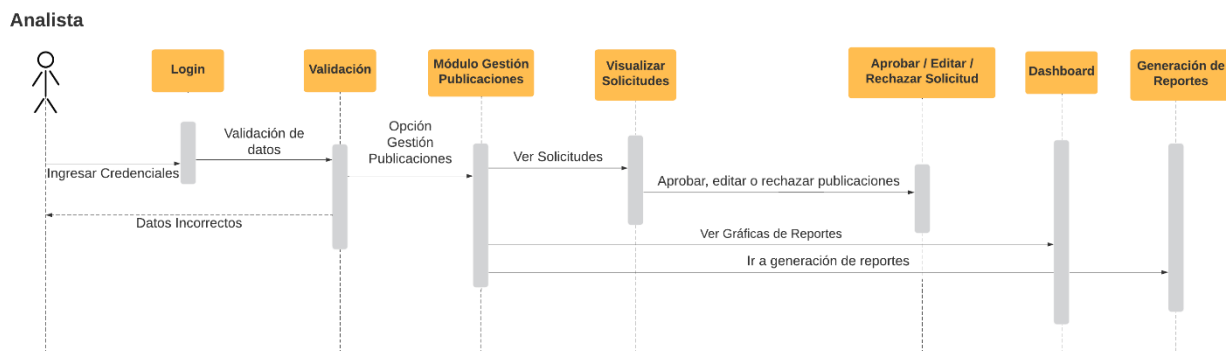 Analista
Login
Validación
Módulo Gestión
Publicaciones
Visualizar
Solicitudes
Aprobar / Editar /
Rechazar Solicitud
Dashboard
Generación de
Reportes
Opción
Gestión
Publicaciones
Validación de
datos
Ver Solicitudes
Ingresar Credenciales
Aprobar, editar o rechazar publicaciones
Datos Incorrectos
Ver Gráficas de Reportes
Ir a generación de reportes